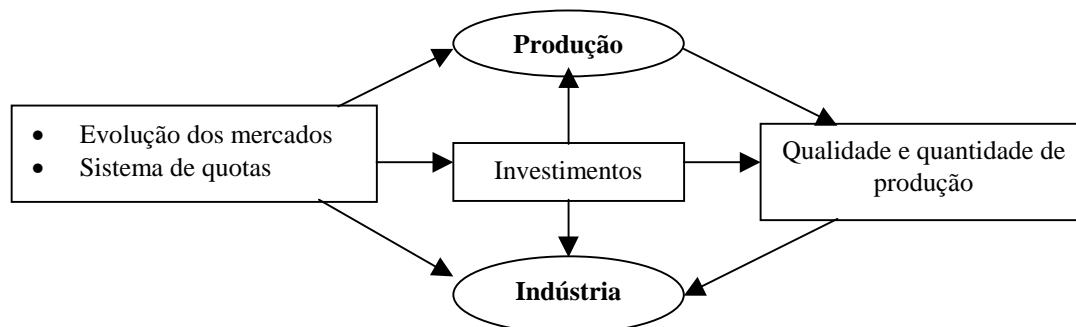 Produção
• Evolução dos mercados
• Sistema de quotas
Investimentos
Qualidade e quantidade de
produção
Indústria